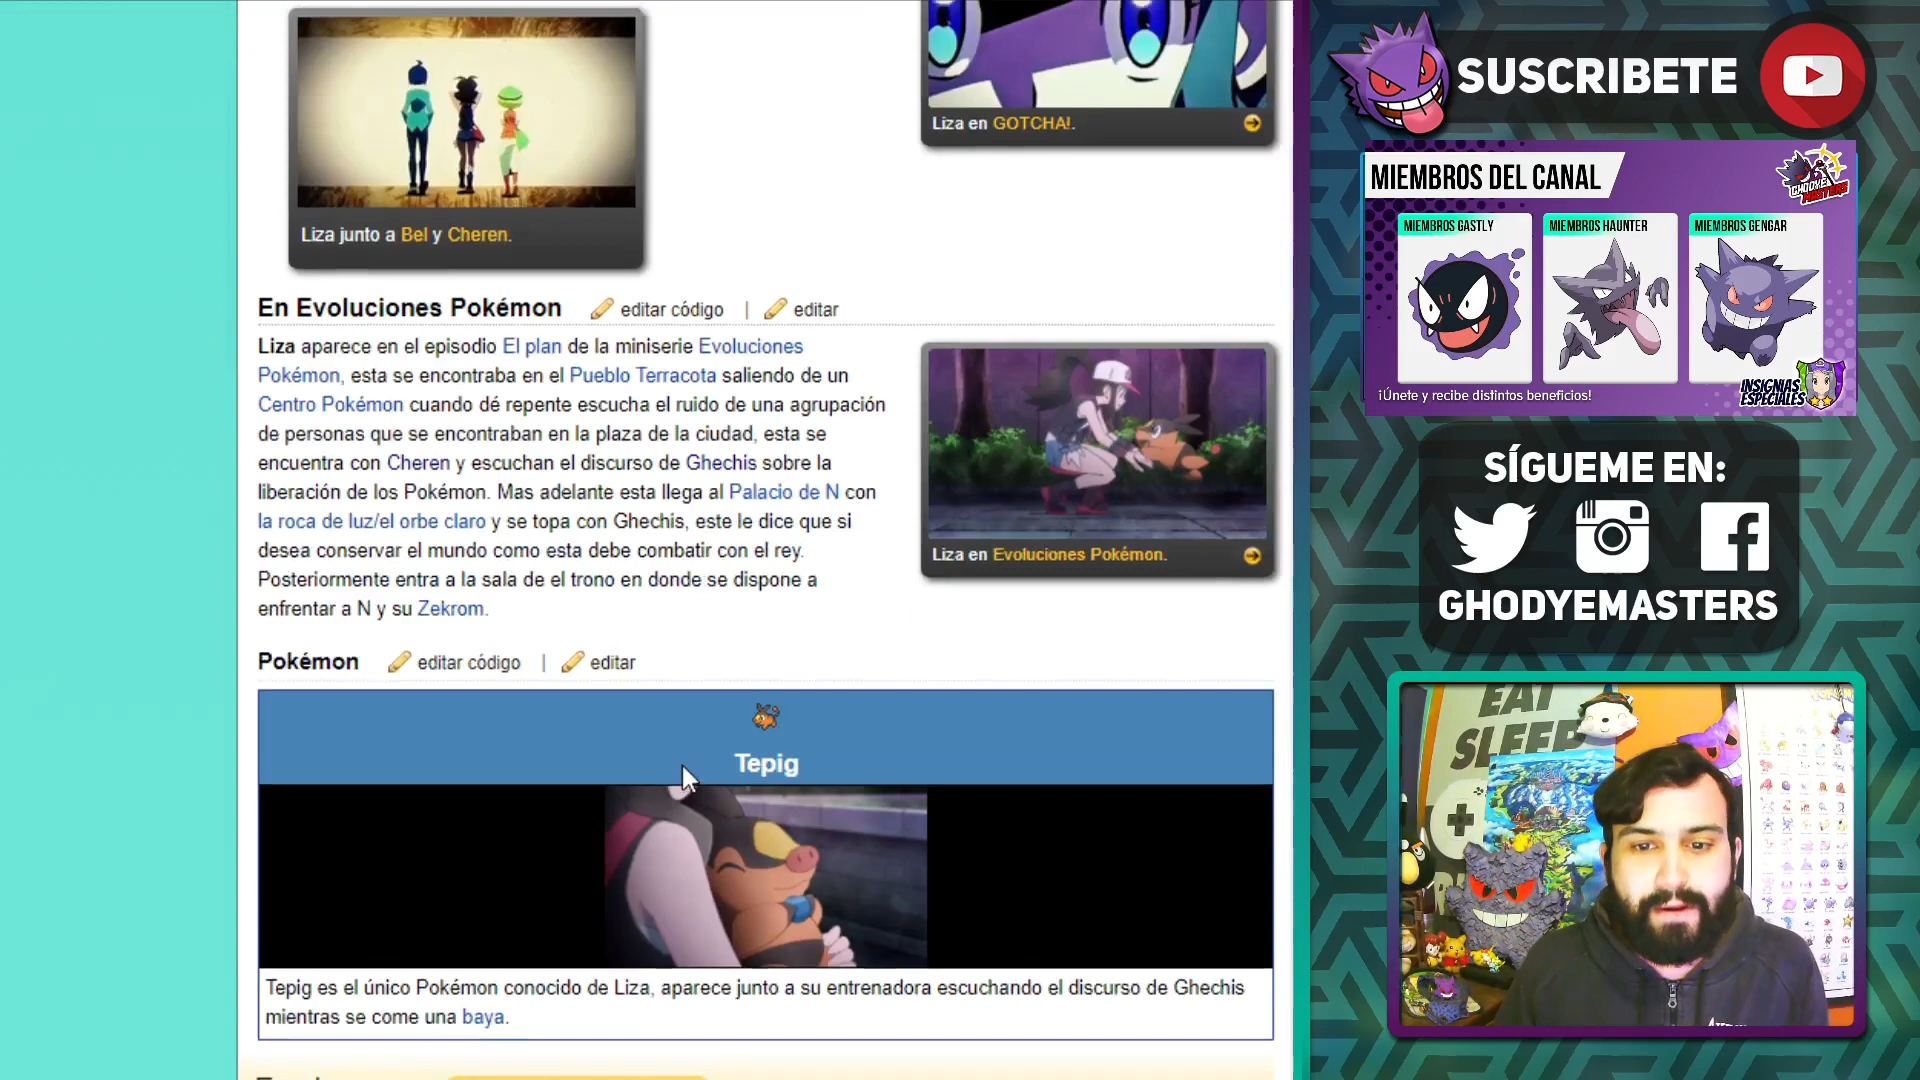 Liza junto a Bel y Cheren.
Liza en GOTCHA!.
En Evoluciones Pokémon editar código | editar
Liza aparece en el episodio El plan de la miniserie Evoluciones
Pokémon, esta se encontraba en el Pueblo Terracota saliendo de un
Centro Pokémon cuando dé repente escucha el ruido de una agrupación
de personas que se encontraban en la plaza de la ciudad, esta se
encuentra con Cheren y escuchan el discurso de Ghechis sobre la
liberación de los Pokémon. Mas adelante esta llega al Palacio de N con
la roca de luz/el orbe claro y se topa con Ghechis, este le dice que si
desea conservar el mundo como esta debe combatir con el rey.
Posteriormente entra a la sala de el trono en donde se dispone a
enfrentar a N y su Zekrom.
Liza en Evoluciones Pokémon.
Pokémon editar código | editar
Tepig
Tepig es el único Pokémon conocido de Liza, aparece junto a su entrenadora escuchando el discurso de Ghechis
mientras se come una baya.
SUSCRIBETE
MIEMBROS DEL CANAL
GHODYE
MASTERS
MIEMBROS GASTLY
MIEMBROS HAUNTER
MIEMBROS GENGAR
¡Únete y recibe distintos beneficios!
INSIGNIAS
ESPECIALES
SÍGUEME EN:
GHODYEMASTERS
EAT
SLEEP